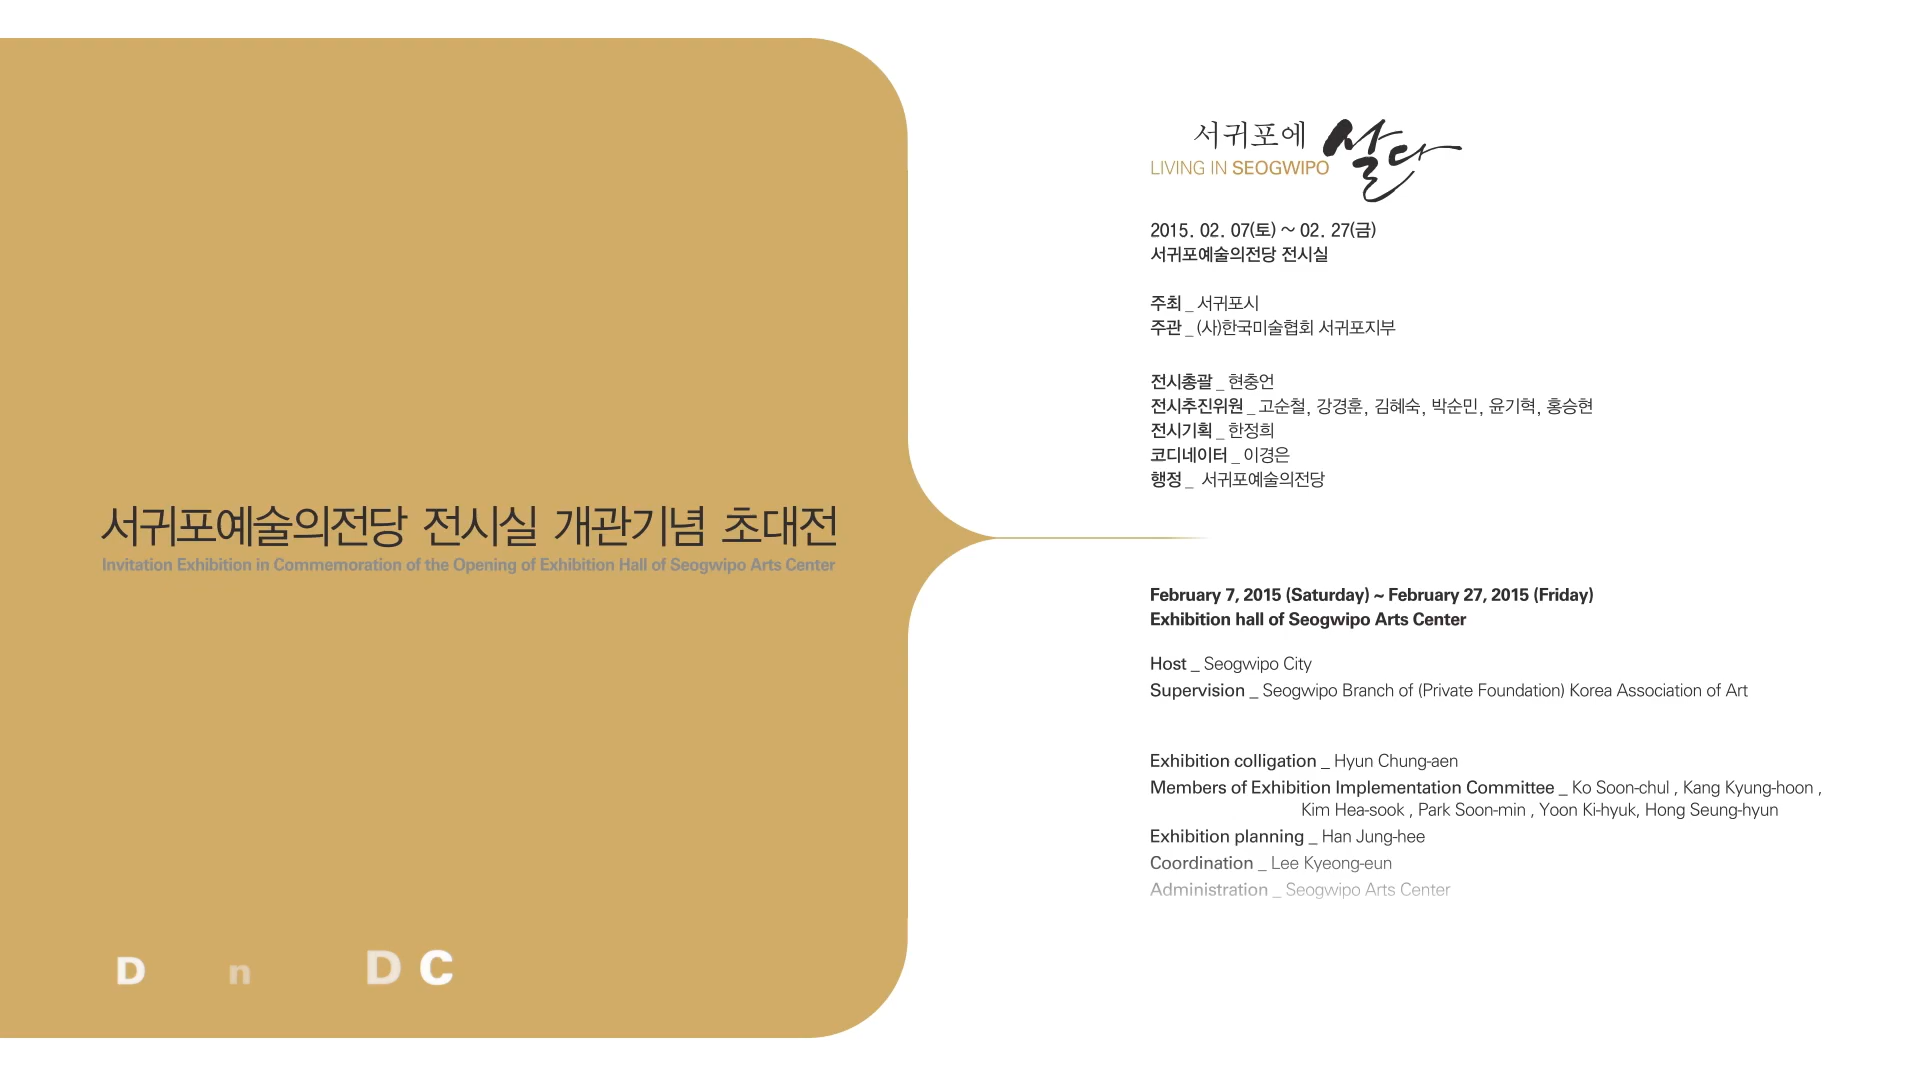 서귀포예술의전당 전시실 개관기념 초대전
Invitation Exhibition in Commemoration of the Opening of Exhibition Hall of Seogwipo Arts Center
D n D C
서귀포에 살다
LIVING IN SEOGWIPO
2015. 02. 07(토) ~ 02. 27(금)
서귀포예술의전당 전시실
주최 _ 서귀포시
주관 _ (사)한국미술협회 서귀포지부
전시총괄 _ 현충언
전시추진위원 _ 고순철, 강경훈, 김혜숙, 박순민, 윤기혁, 홍승현
전시기획 _ 한정희
코디네이터 _ 이경은
행정 _ 서귀포예술의전당
February 7, 2015 (Saturday) ~ February 27, 2015 (Friday)
Exhibition hall of Seogwipo Arts Center
Host _ Seogwipo City
Supervision _ Seogwipo Branch of (Private Foundation) Korea Association of Art
Exhibition colligation _ Hyun Chung-aen
Members of Exhibition Implementation Committee _ Ko Soon-chul , Kang Kyung-hoon ,
Kim Hea-sook , Park Soon-min , Yoon Ki-hyuk, Hong Seung-hyun
Exhibition planning _ Han Jung-hee
Coordination _ Lee Kyeong-eun
Administration _ Seogwipo Arts Center